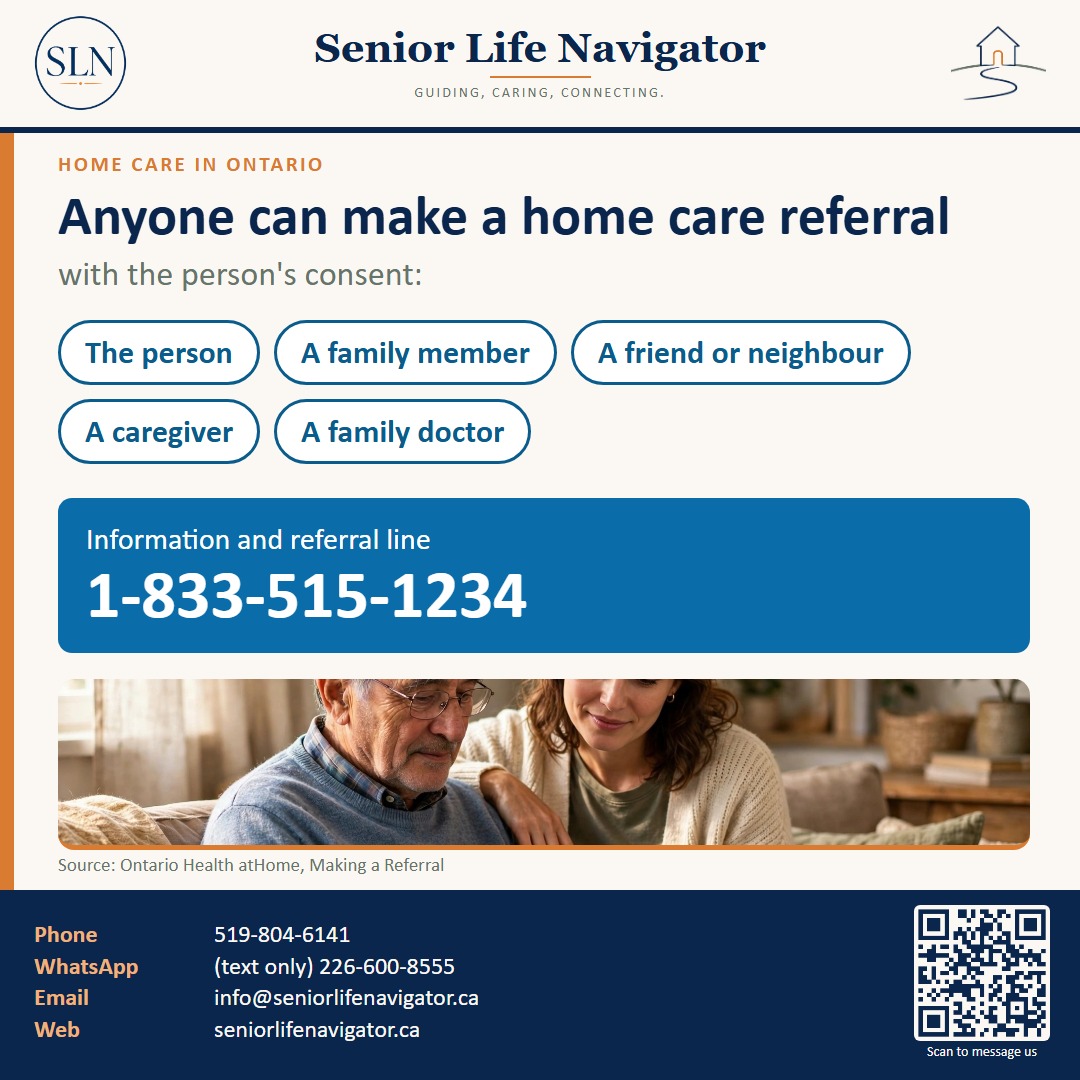 SLN
Senior Life Navigator
GUIDING, CARING, CONNECTING.
HOME CARE IN ONTARIO
Anyone can make a home care referral
with the person's consent:
The person
A family member
A friend or neighbour
A caregiver
A family doctor
Information and referral line
1-833-515-1234
Source: Ontario Health atHome, Making a Referral
Phone 519-804-6141
WhatsApp (text only) 226-600-8555
Email info@seniorlifenavigator.ca
Web seniorlifenavigator.ca
Scan to message us